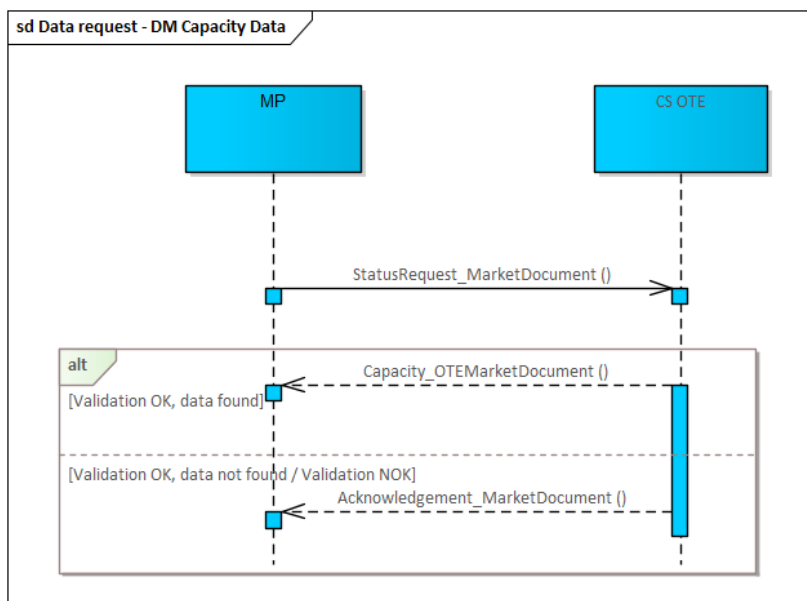 sd Data request - DM Capacity Data
MP
CS OTE
StatusRequest_MarketDocument ()
alt
Capacity_OTEMarketDocument ()
[Validation OK, data found]
[Validation OK, data not found / Validation NOK]
Acknowledgement_MarketDocument ()